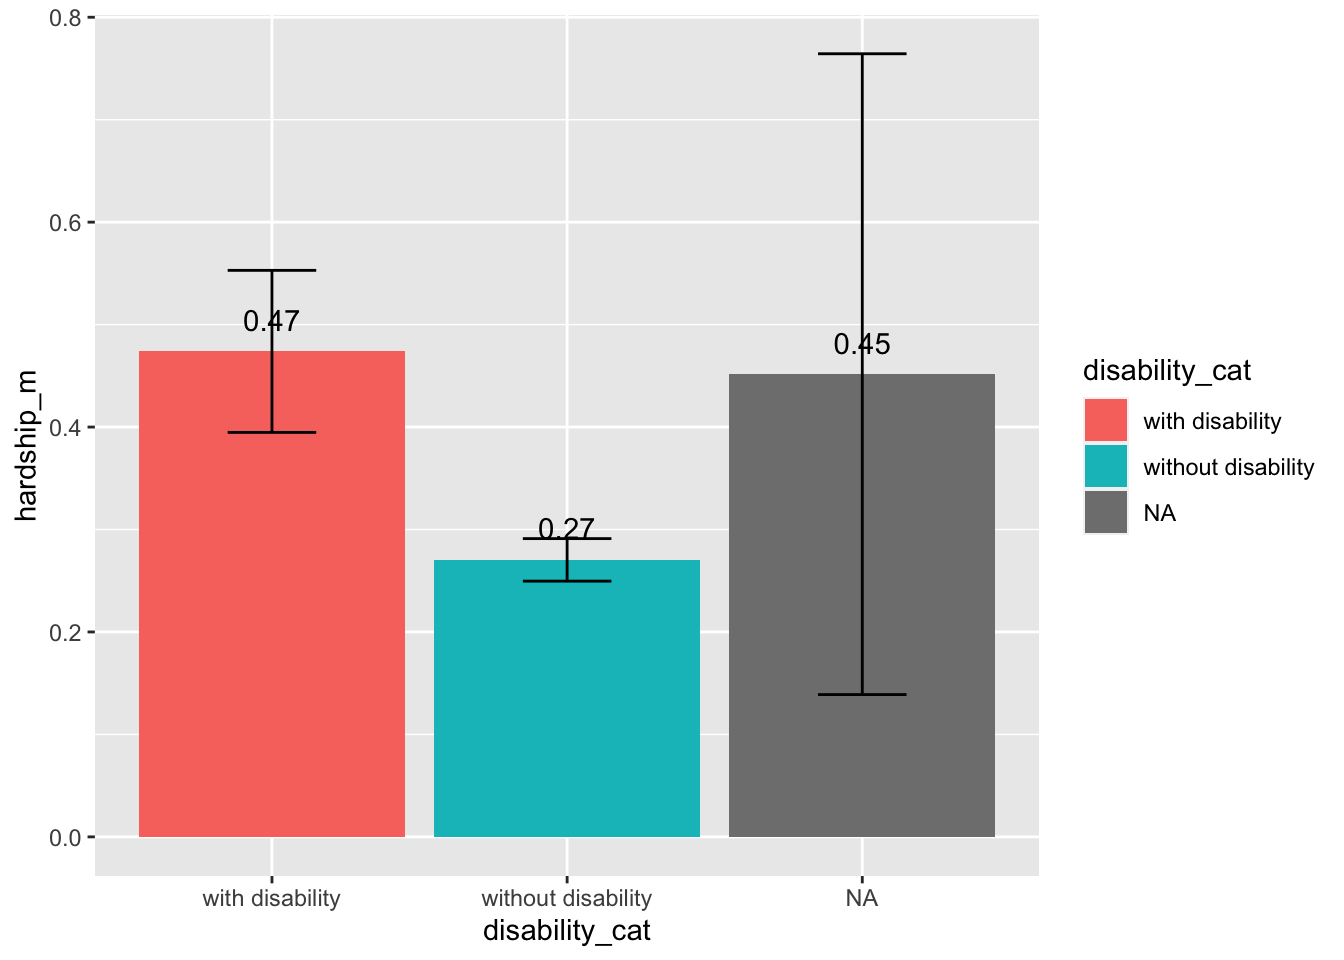 0.8
0.6
0.4
0.2
0.0
hardship_m
0.47
0.27
0.45
with disability
without disability
NA
disability_cat
disability_cat
with disability
without disability
NA